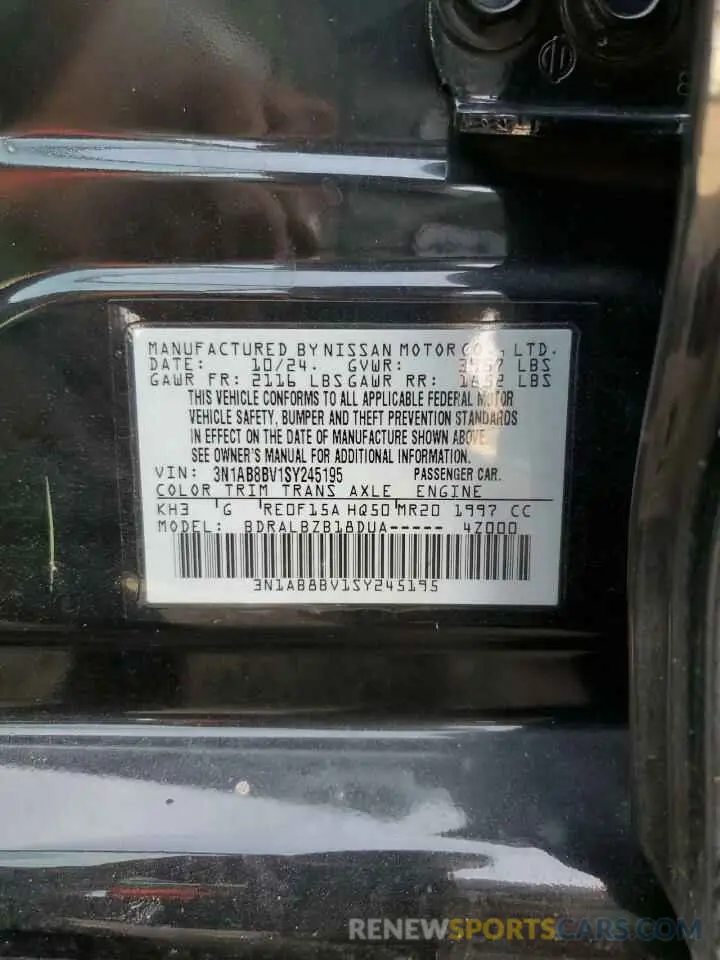 MANUFACTURED BY NISSAN MOTOR CO., LTD.
DATE: 10/24. GVWR: LBS
GAWR FR: 2116 LBS GAWR RR: 1852 LBS
THIS VEHICLE CONFORMS TO ALL APPLICABLE FEDERAL MOTOR
VEHICLE SAFETY, BUMPER AND THEFT PREVENTION STANDARDS
IN EFFECT ON THE DATE OF MANUFACTURE SHOWN ABOVE.
SEE OWNER'S MANUAL FOR ADDITIONAL INFORMATION.
VIN: 3N1AB8BV1SY245195 PASSENGER CAR.
COLOR TRIM TRANS AXLE ENGINE
KH3 G RE0F15A HQ50 MR20 1997 CC
MODEL: BDRALBZB18DUA----- 4Z000
3N1AB8BV1SY245195
RENEWSPORTSCARS.COM